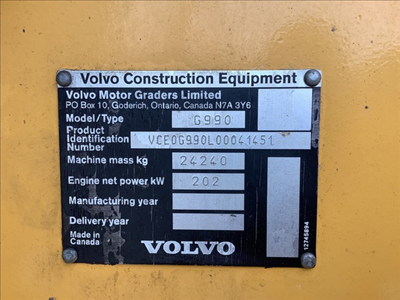 Volvo Construction Equipment
Volvo Motor Graders Limited
PO Box 10, Goderich, Ontario, Canada N7A 3Y6
Model/Type G990
Product
Identification VCE0G990L00041451
Number
Machine mass kg 24240
Engine net power kW 202
Manufacturing year
Delivery year
Made in
Canada
VOLVO
12745894